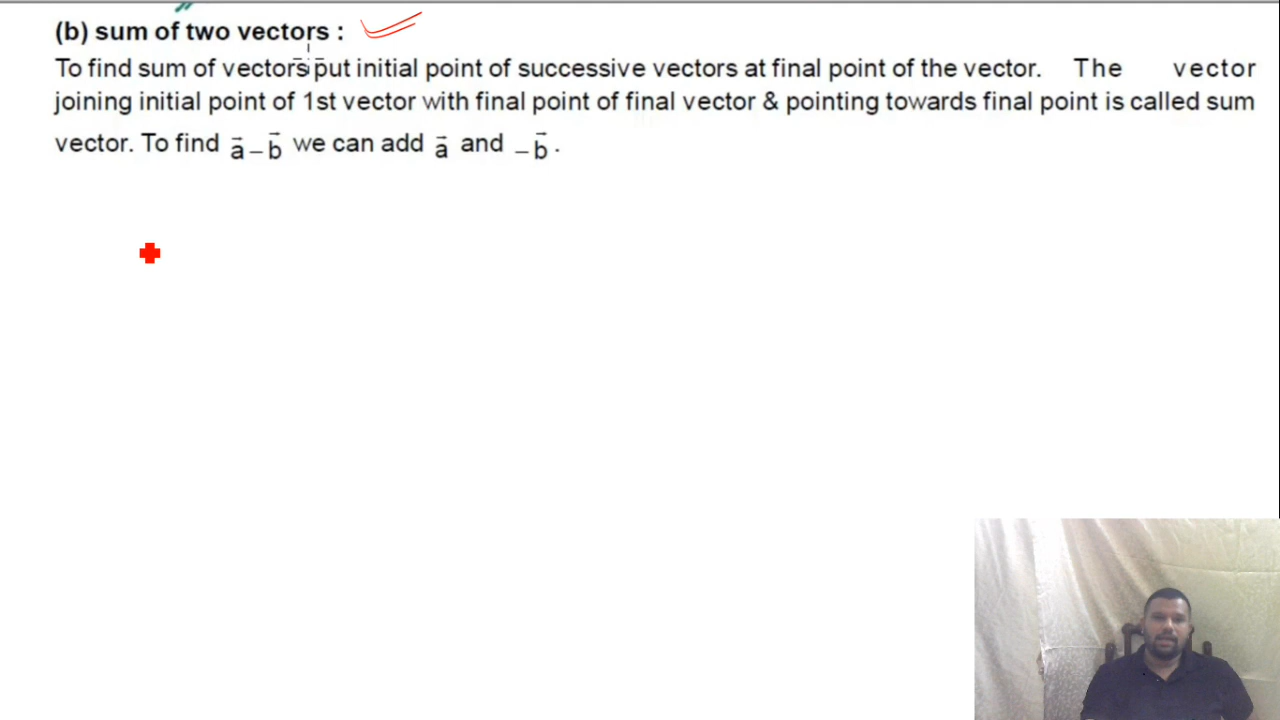 (b) sum of two vectors :
To find sum of vectors put initial point of successive vectors at final point of the vector. The vector
joining initial point of 1st vector with final point of final vector & pointing towards final point is called sum
vector. To find a⃗ – b⃗ we can add a⃗ and – b⃗ .